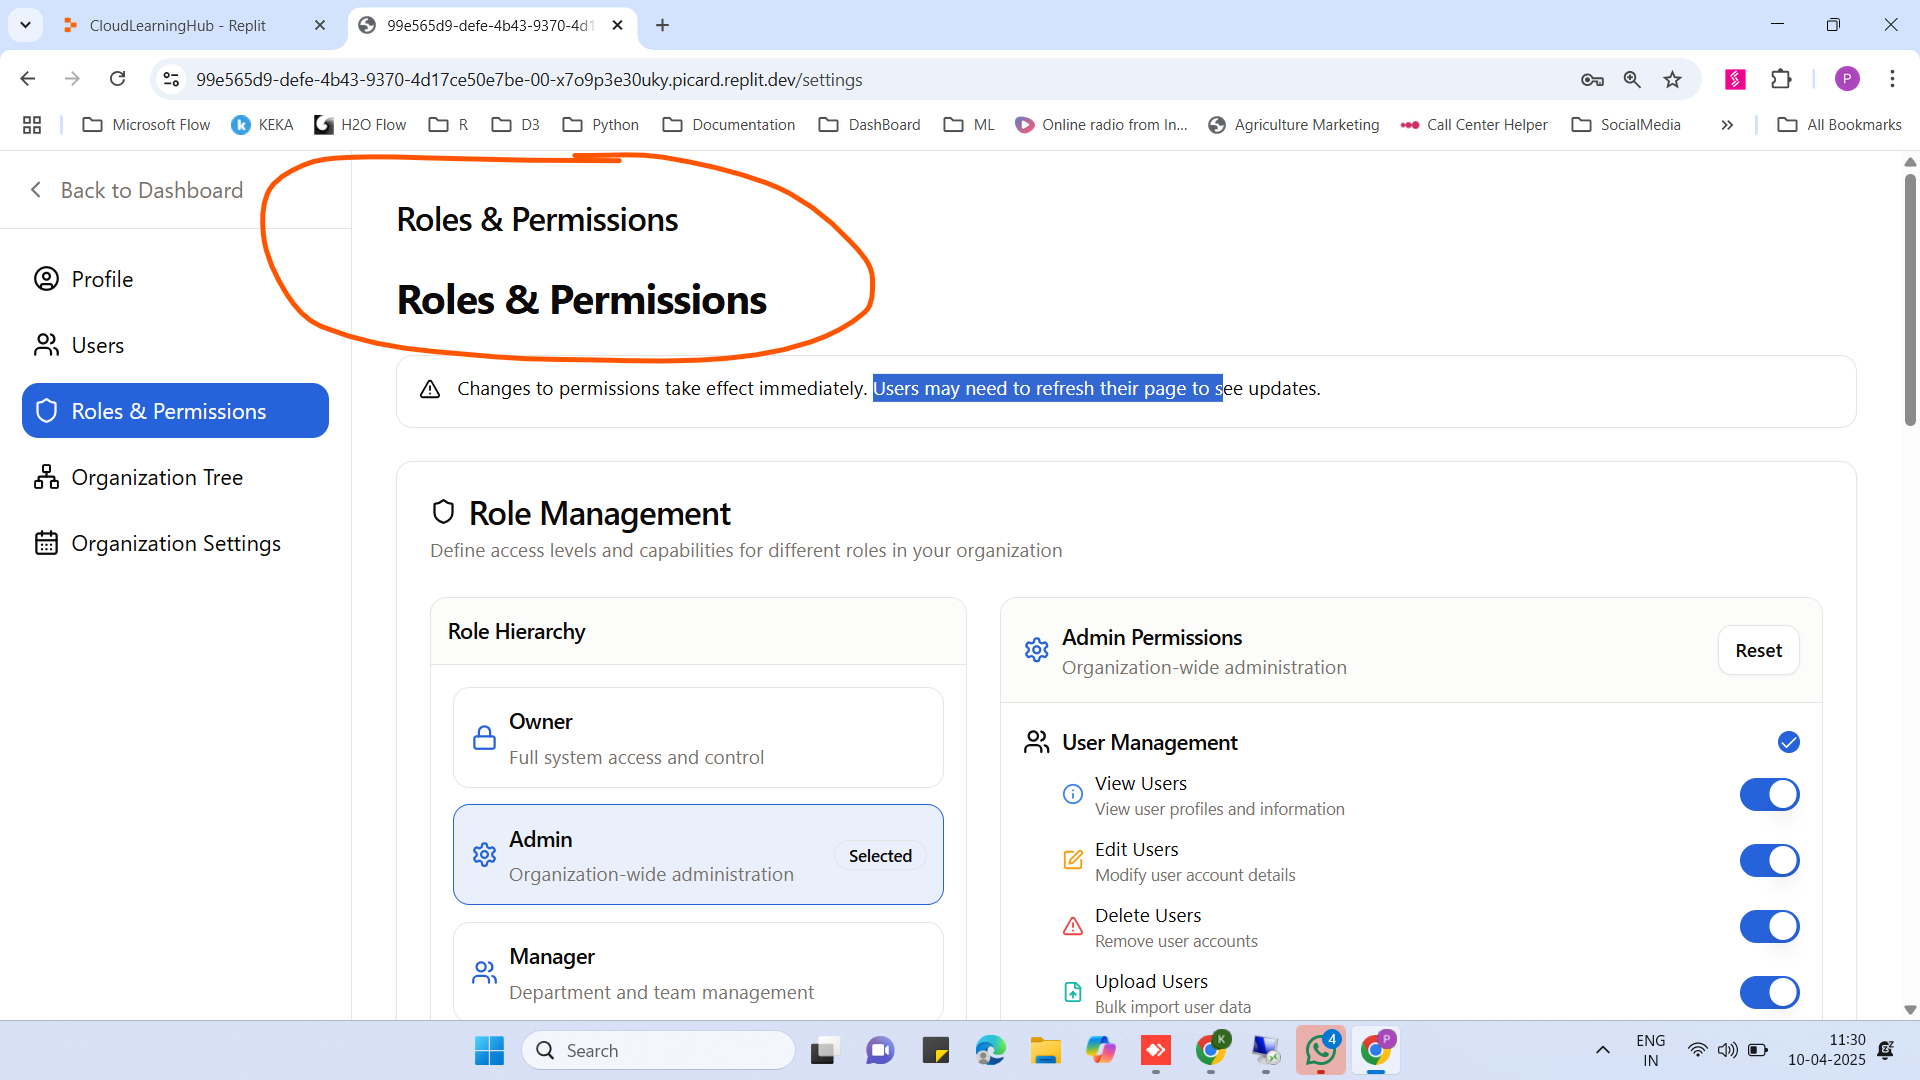 CloudLearningHub - Replit
99e565d9-defe-4b43-9370-4d1
99e565d9-defe-4b43-9370-4d17ce50e7be-00-x7o9p3e30uky.picard.replit.dev/settings
P
Microsoft Flow
KEKA
H2O Flow
R
D3
Python
Documentation
DashBoard
ML
Online radio from In...
Agriculture Marketing
Call Center Helper
SocialMedia
All Bookmarks
Back to Dashboard
Profile
Users
Roles & Permissions
Organization Tree
Organization Settings
Roles & Permissions
Roles & Permissions
Changes to permissions take effect immediately. Users may need to refresh their page to see updates.
Role Management
Define access levels and capabilities for different roles in your organization
Role Hierarchy
Owner
Full system access and control
Admin
Organization-wide administration
Selected
Manager
Department and team management
Admin Permissions
Organization-wide administration
Reset
User Management
View Users
View user profiles and information
Edit Users
Modify user account details
Delete Users
Remove user accounts
Upload Users
Bulk import user data
Search
K
4
P
ENG
IN
11:30
10-04-2025